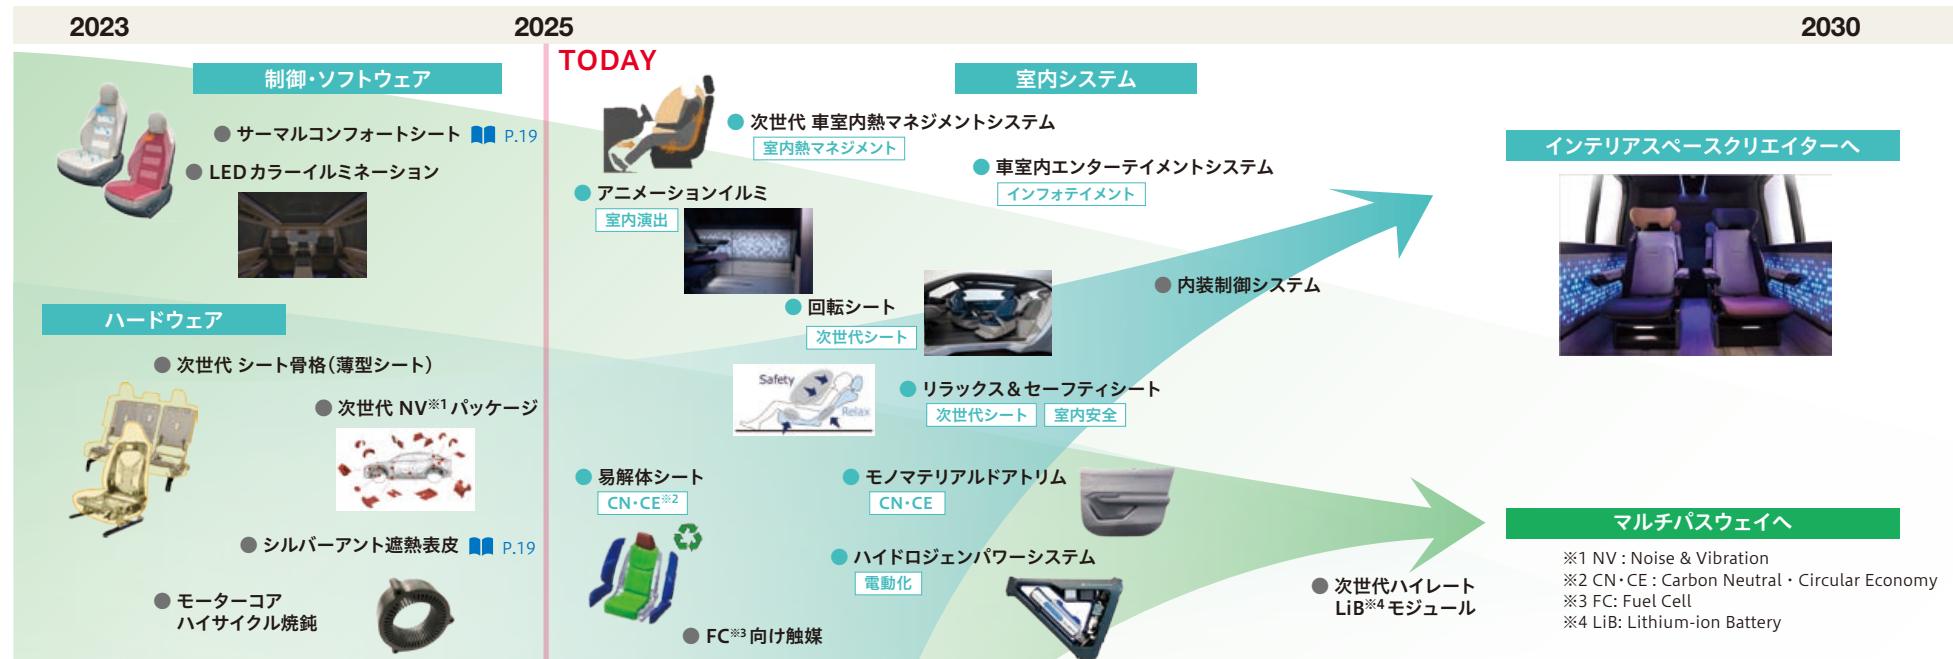 2023
2025
2030
TODAY
制御・ソフトウェア
サーマルコンフォートシート P.19
LEDカラーイルミネーション
ハードウェア
次世代 シート骨格(薄型シート)
次世代 NV※1パッケージ
シルバーアント遮熱表皮 P.19
モーターコア
ハイサイクル焼鈍
室内システム
次世代 車室内熱マネジメントシステム
室内熱マネジメント
車室内エンターテイメントシステム
インフォテイメント
アニメーションイルミ
室内演出
回転シート
次世代シート
内装制御システム
Safety
Relax
リラックス&セーフティシート
次世代シート 室内安全
易解体シート
CN・CE※2
モノマテリアルドアトリム
CN・CE
ハイドロジェンパワーシステム
電動化
FC※3向け触媒
次世代ハイレート
LiB※4モジュール
インテリアスペースクリエイターへ
マルチパスウェイへ
※1 NV : Noise & Vibration
※2 CN・CE : Carbon Neutral・Circular Economy
※3 FC: Fuel Cell
※4 LiB: Lithium-ion Battery